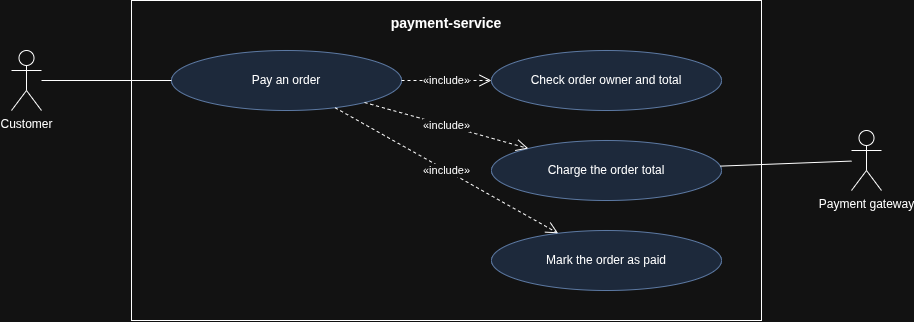 payment-service
Pay an order
«include»
Check order owner and total
Customer
«include»
«include»
Charge the order total
Payment gateway
Mark the order as paid